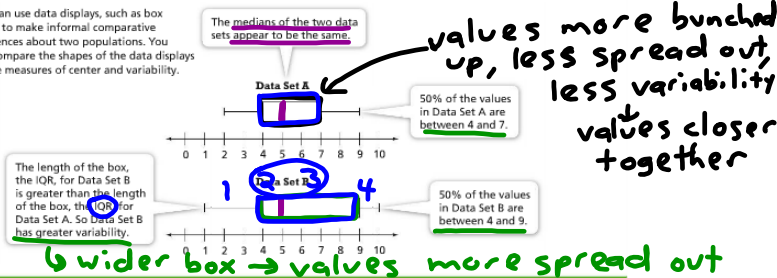 an use data displays, such as box
to make informal comparative
ences about two populations. You
ompare the shapes of the data displays
e measures of center and variability.
The medians of the two data
sets appear to be the same.
values more bunched
up, less spread out,
less variability
values closer
together
Data Set A
50% of the values
in Data Set A are
between 4 and 7.
0 1 2 3 4 5 6 7 8 9 10
The length of the box,
the IQR, for Data Set B
is greater than the length
of the box, the IQR, for
Data Set A. So Data Set B
has greater variability.
Data Set B
1 2 3 4
50% of the values
in Data Set B are
between 4 and 9.
0 1 2 3 4 5 6 7 8 9 10
↳ wider box → values more spread out